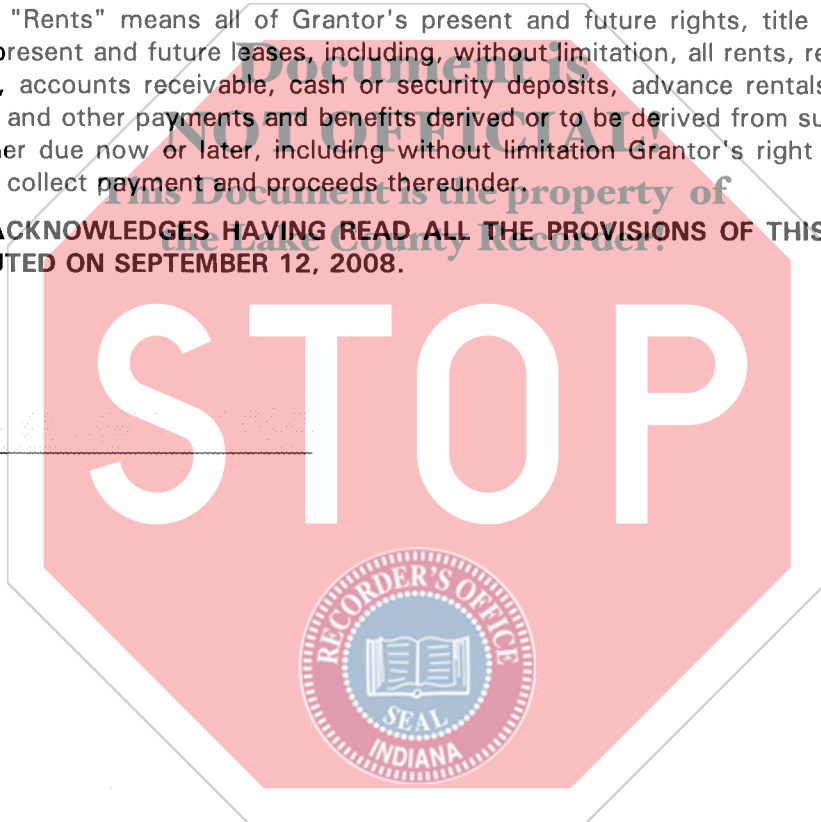 "Rents" means all of Grantor's present and future rights, title
present and future leases, including, without limitation, all rents,
, accounts receivable, cash or security deposits, advance rentals
and other payments and benefits derived or to be derived from
due now or later, including without limitation Grantor's right
collect payment and proceeds thereunder.
ACKNOWLEDGES HAVING READ ALL THE PROVISIONS OF THIS
ON SEPTEMBER 12, 2008.
Document is
NOT OFFICIAL!
This Document is the property of
the Lake County Recorder!
STOP
RECORDER'S OFFICE
SEAL
INDIANA